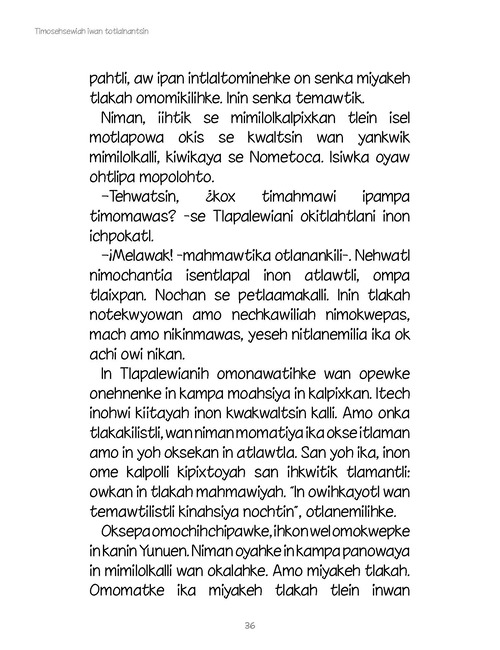 Timosehsewiah iwan totlalnantsin
pahtli, aw ipan intlaltominehke on senka miyakeh
tlakah omomikilihke. Inin senka temawtik.
Niman, iihtik se mimilolkalpixkan tlein isel
motlapowa okis se kwaltsin wan yankwik
mimilolkalli, kiwikaya se Nometoca. Isiwka oyaw
ohtlipa mopolohto.
–Tehwatsin, ¿kox timahmawi ipampa
timomawas? -se Tlapalewiani okitlahtlani inon
ichpokatl.
–¡Melawak! -mahmawtika otlanankili-. Nehwatl
nimochantia isentlapal inon atlawtli, ompa
tlaixpan. Nochan se petlaamakalli. Inin tlakah
notekwyowan amo nechkawiliah nimokwepas,
mach amo nikinmawas, yeseh nitlanemilia ika ok
achi owi nikan.
In Tlapalewianih omonawatihke wan opewke
onehnenke in kampa moahsiya in kalpixkan. Itech
inohwi kiitayah inon kwakwaltsin kalli. Amo onka
tlakakilistli, wan niman momatiya ika okse itlaman
amo in yoh oksekan in atlawtla. San yoh ika, inon
ome kalpolli kipixtoyah san ihkwitik tlamantli:
owkan in tlakah mahmawiyah. “In owihkayotl wan
temawtilistli kinahsiya nochtin”, otlanemilihke.
Oksepa omochihchipawke, ihkon wel omokwepke
in kanin Yunuen. Niman oyahke in kampa panowaya
in mimilolkalli wan okalahke. Amo miyakeh tlakah.
Omomatke ika miyakeh tlakah tlein inwan
36